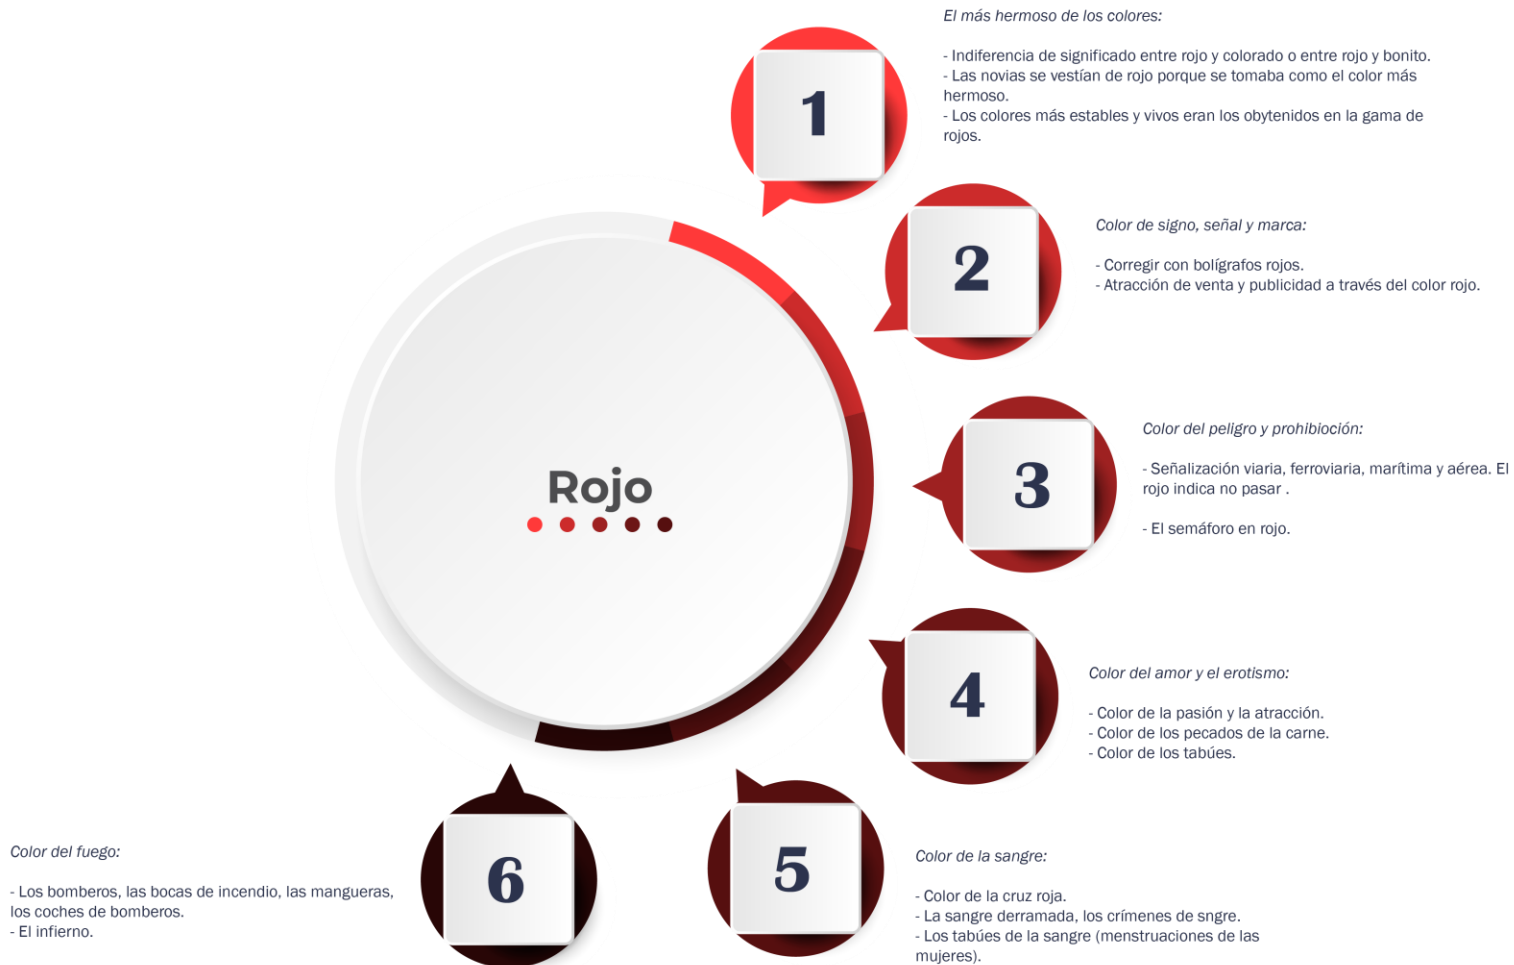 El más hermoso de los colores:
- Indiferencia de significado entre rojo y colorado o entre rojo y bonito.
- Las novias se vestían de rojo porque se tomaba como el color más
hermoso.
- Los colores más estables y vivos eran los obytenidos en la gama de
rojos.
1
Color de signo, señal y marca:
- Corregir con bolígrafos rojos.
- Atracción de venta y publicidad a través del color rojo.
2
Color del peligro y prohibioción:
- Señalización viaria, ferroviaria, marítima y aérea. El
rojo indica no pasar .
- El semáforo en rojo.
3
Rojo
Color del amor y el erotismo:
- Color de la pasión y la atracción.
- Color de los pecados de la carne.
- Color de los tabúes.
4
Color de la sangre:
- Color de la cruz roja.
- La sangre derramada, los crímenes de sngre.
- Los tabúes de la sangre (menstruaciones de las
mujeres).
5
Color del fuego:
- Los bomberos, las bocas de incendio, las mangueras,
los coches de bomberos.
- El infierno.
6